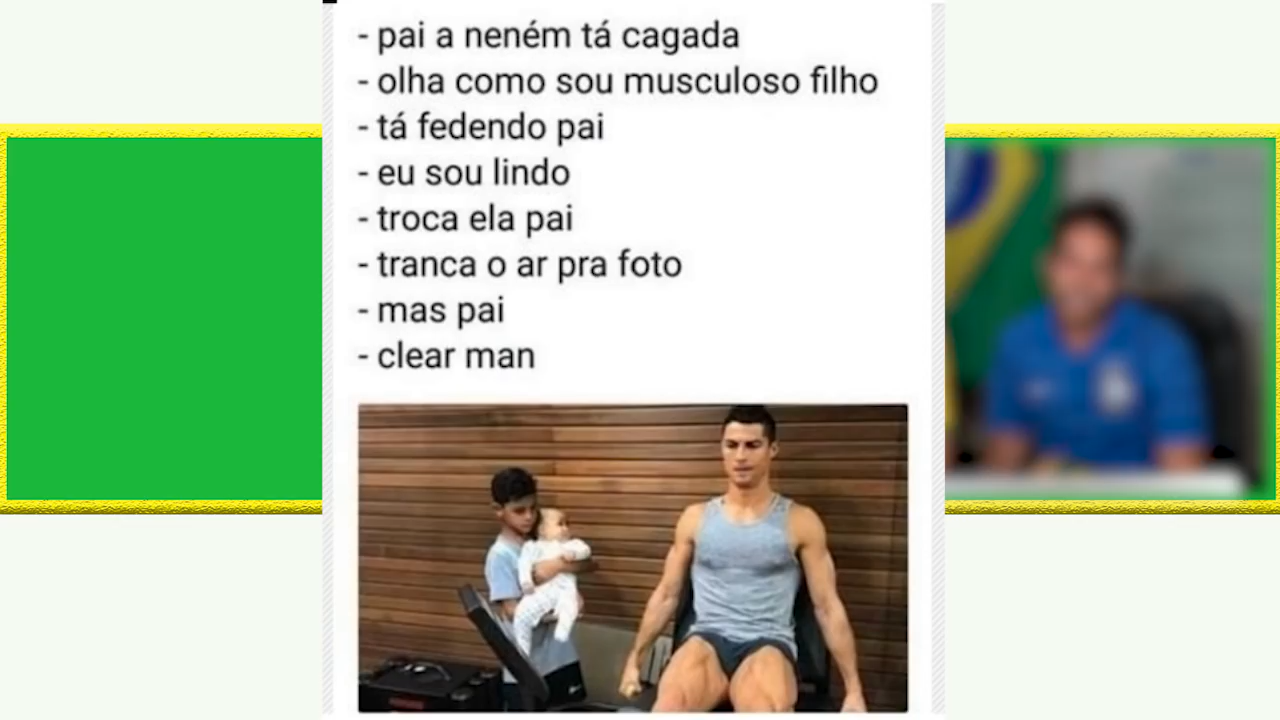 - pai a neném tá cagada
- olha como sou musculoso filho
- tá fedendo pai
- eu sou lindo
- troca ela pai
- tranca o ar pra foto
- mas pai
- clear man